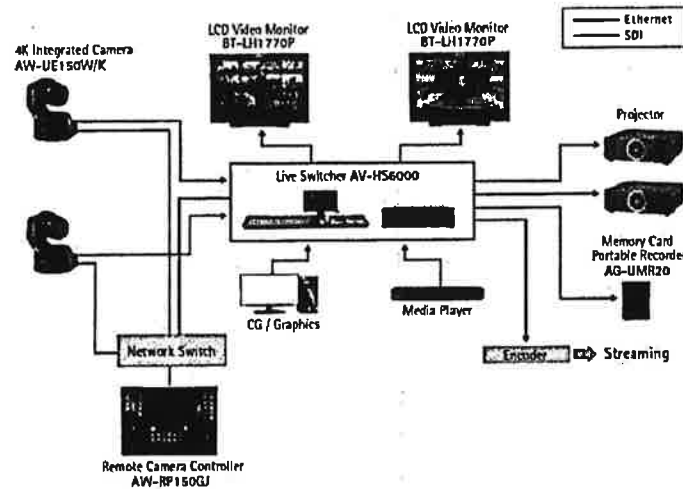 LCD Video Monitor
BT-LH1770P
LCD Video Monitor
BT-LH1770P
Ethernet
SDI
4K Integrated Camera
AW-UE150W/K
Projector
Live Switcher AV-HS6000
Memory Card
Portable Recorder
AG-UMR20
CG / Graphics
Media Player
Network Switch
Encoder
Streaming
Remote Camera Controller
AW-RP150GJ